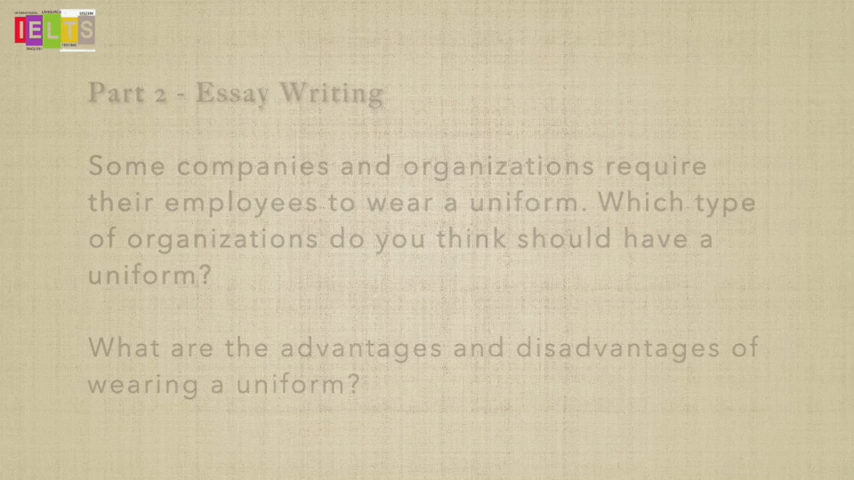 IELTS
Part 2 - Essay Writing
Some companies and organizations require
their employees to wear a uniform. Which type
of organizations do you think should have a
uniform?
What are the advantages and disadvantages of
wearing a uniform?